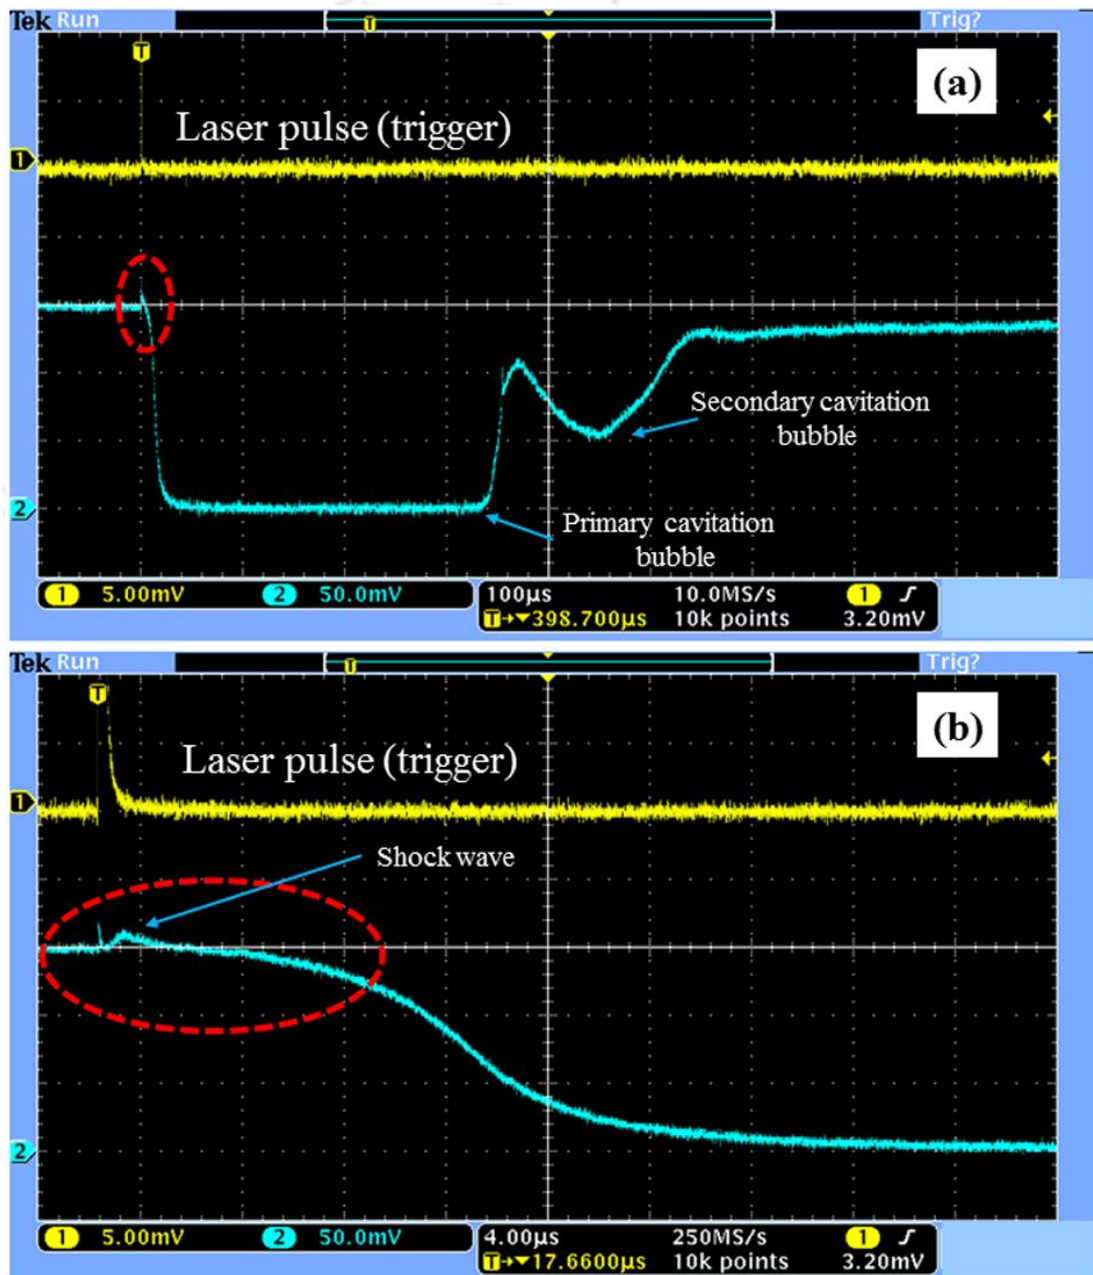 Tek Run
Trig?
T
T
(a)
Laser pulse (trigger)
1
Secondary cavitation
bubble
2
Primary cavitation
bubble
1 5.00mV
2 50.0mV
100µs 10.0MS/s 1
T→▼398.700µs 10k points 3.20mV
Tek Run
Trig?
T
T
(b)
Laser pulse (trigger)
1
Shock wave
2
1 5.00mV
2 50.0mV
4.00µs 250MS/s 1
T→▼17.6600µs 10k points 3.20mV